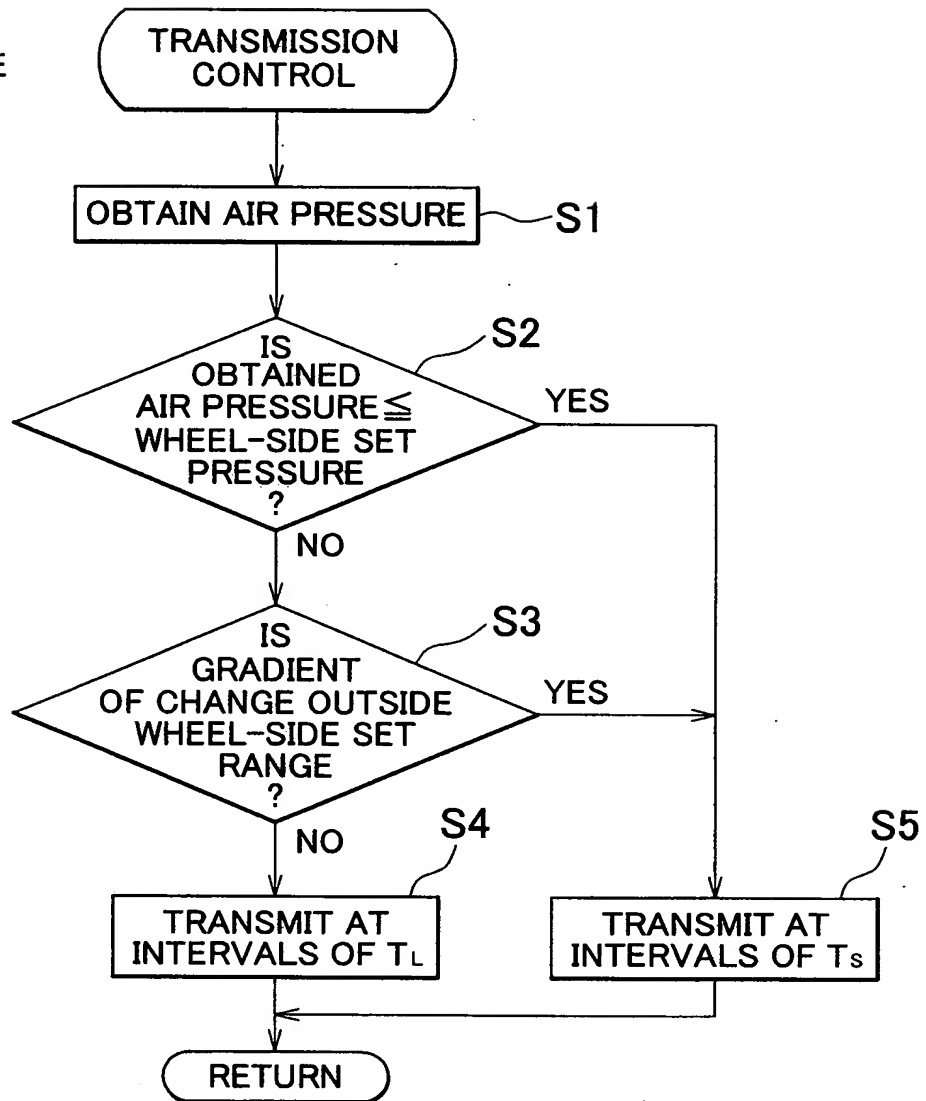 E
TRANSMISSION
CONTROL
OBTAIN AIR PRESSURE
S1
S2
IS
OBTAINED
AIR PRESSURE≦
WHEEL-SIDE SET
PRESSURE
?
YES
NO
S3
IS
GRADIENT
OF CHANGE OUTSIDE
WHEEL-SIDE SET
RANGE
?
YES
NO
S4
TRANSMIT AT
INTERVALS OF TL
S5
TRANSMIT AT
INTERVALS OF TS
RETURN